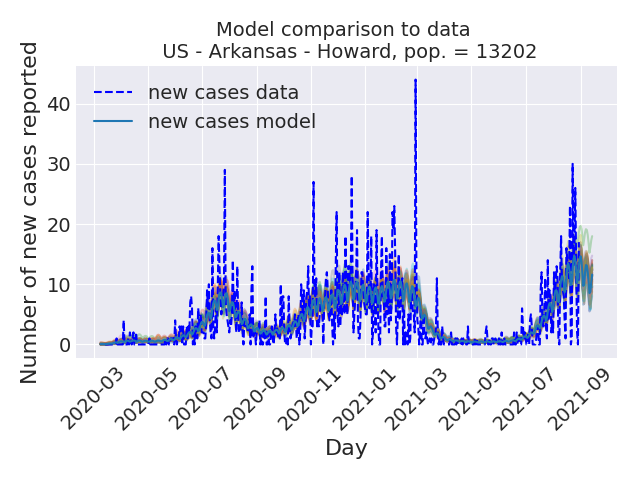 Model comparison to data
US - Arkansas - Howard, pop. = 13202
Number of new cases reported
new cases data
new cases model
40
30
20
10
0
2020-03
2020-05
2020-07
2020-09
2020-11
2021-01
2021-03
2021-05
2021-07
2021-09
Day